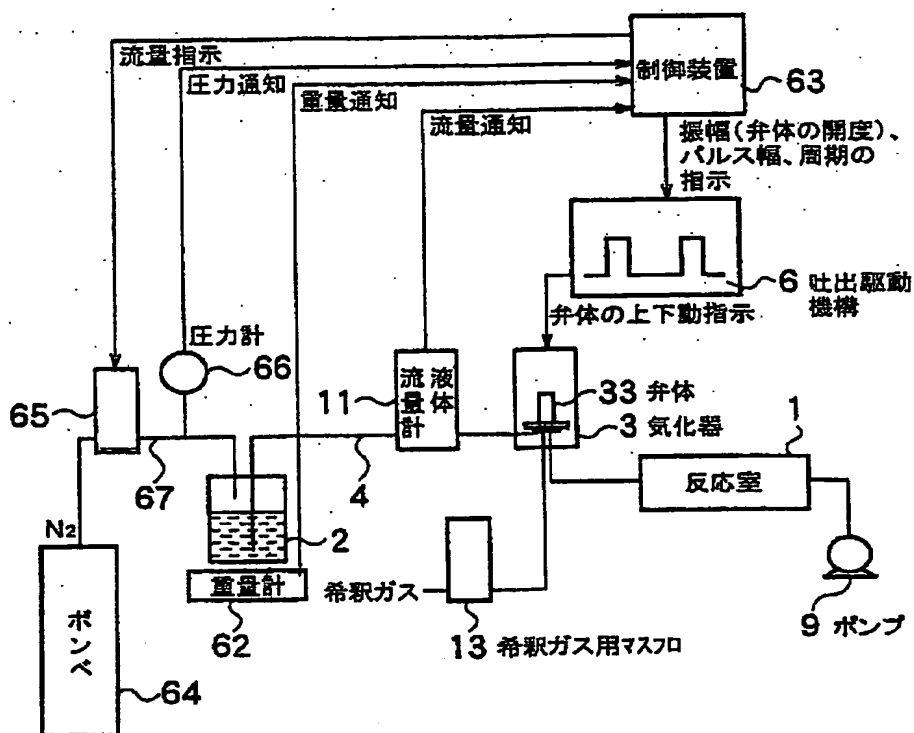 流量指示
圧力通知
重量通知
流量通知
制御装置
63
振幅(弁体の開度)、
パルス幅、周期の
指示
6 吐出駆動
機構
弁体の上下動指示
圧力計
66
65
67
11
液体
流量計
4
33 弁体
3 気化器
1
反応室
N2
2
重量計
62
希釈ガス
13 希釈ガス用マスフロ
9 ポンプ
ボンベ
64